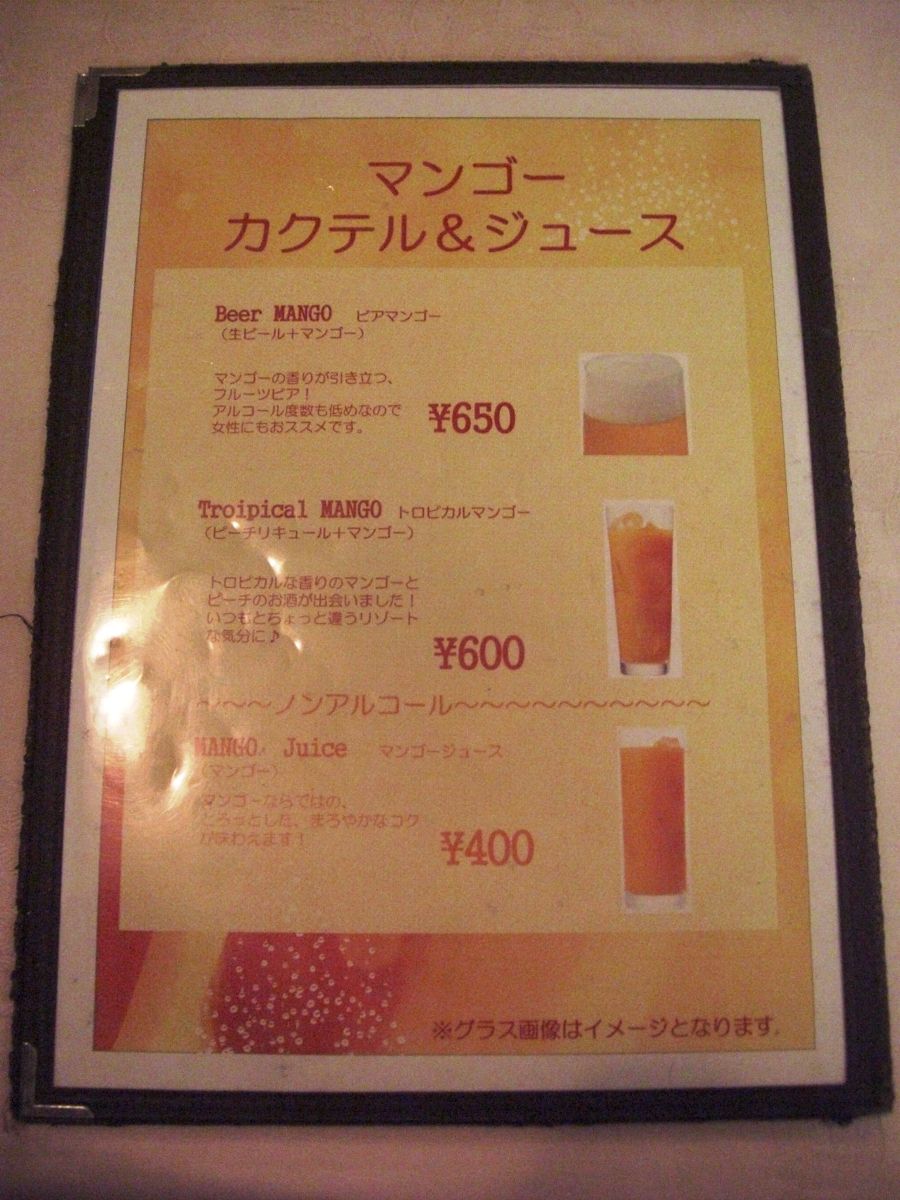 マンゴー
カクテル＆ジュース
Beer MANGO ビアマンゴー
（生ビール＋マンゴー）
マンゴーの香りが引き立つ、
フルーツビア！
アルコール度数も低めなので
女性にもおススメです。
¥650
Troipical MANGO トロピカルマンゴー
（ピーチリキュール＋マンゴー）
トロピカルな香りのマンゴーと
ピーチのお酒が出会いました！
いつもとちょっと違うリゾート
な気分に♪
¥600
～～～ノンアルコール～～～～～～～～～～
MANGO Juice マンゴージュース
（マンゴー）
マンゴーならではの、
とろっとした、まろやかなコク
が味わえます！
¥400
※グラス画像はイメージとなります。